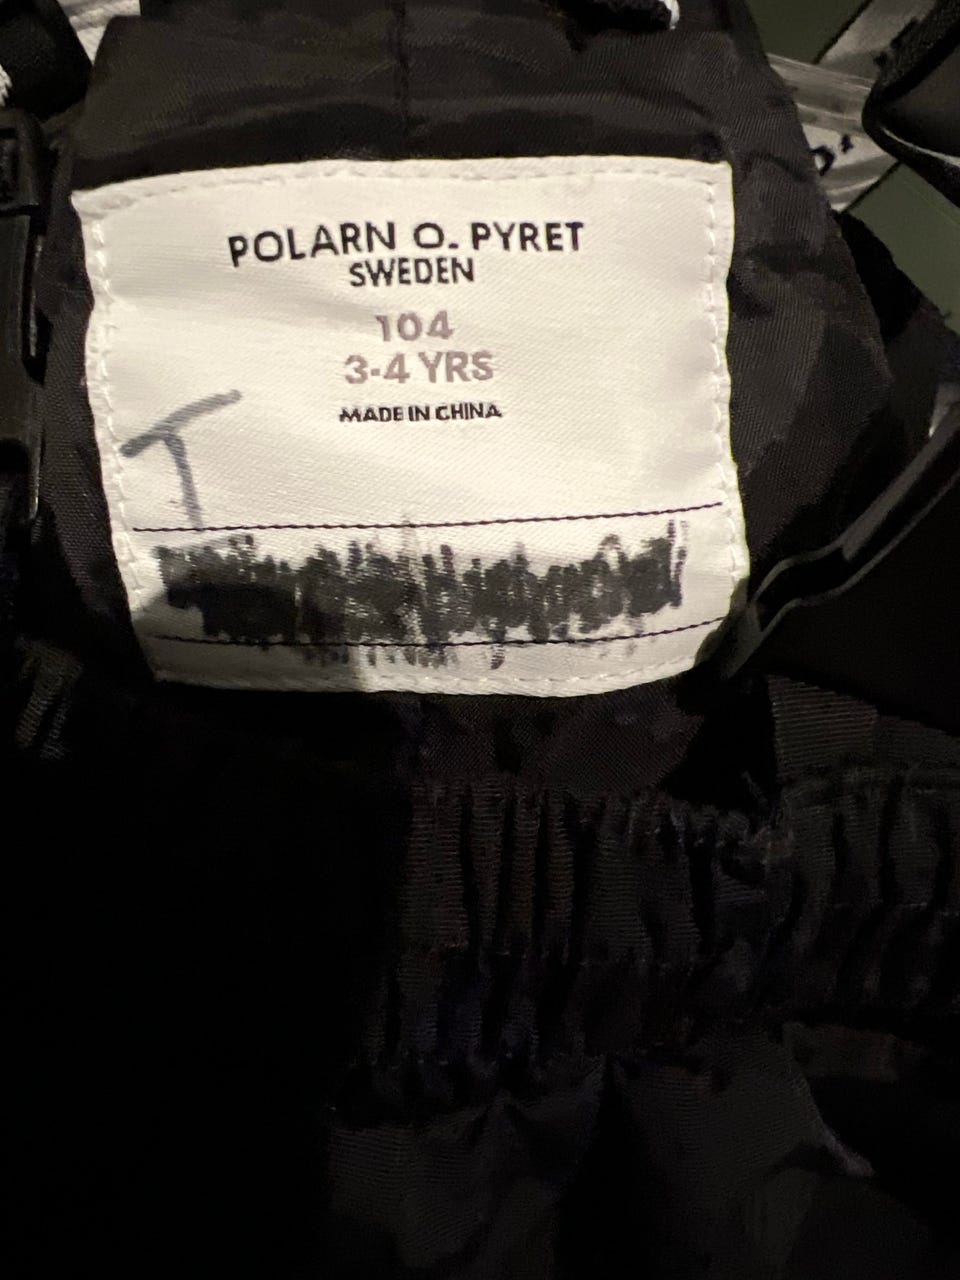 POLARN O. PYRET
SWEDEN
104
3-4 YRS
MADE IN CHINA
T